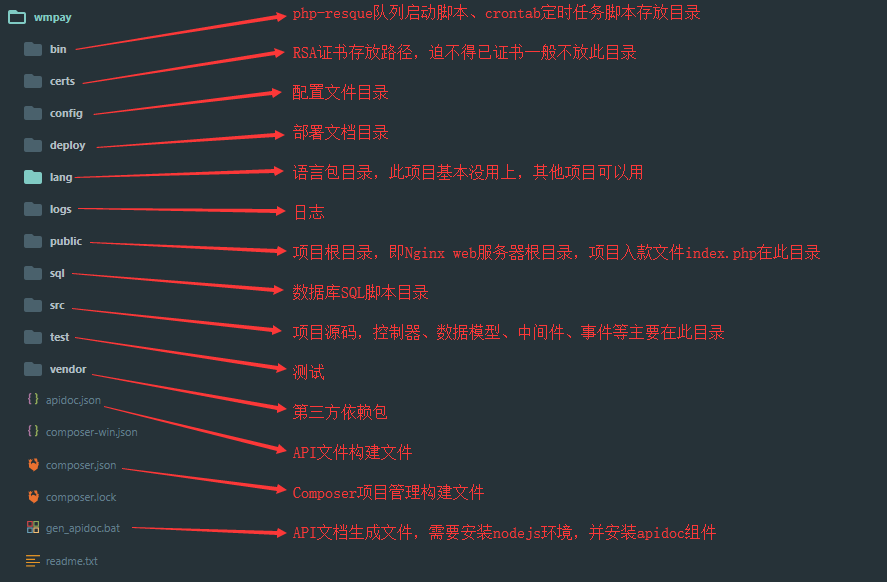 wmpay
php-resque队列启动脚本、crontab定时任务脚本存放目录
bin
RSA证书存放路径，迫不得已证书一般不放此目录
certs
配置文件目录
config
部署文档目录
deploy
语言包目录，此项目基本没用上，其他项目可以用
lang
日志
logs
项目根目录，即Nginx web服务器根目录，项目入款文件index.php在此目录
public
数据库SQL脚本目录
sql
项目源码，控制器、数据模型、中间件、事件等主要在此目录
src
测试
test
第三方依赖包
vendor
API文件构建文件
apidoc.json
composer-win.json
Composer项目管理构建文件
composer.json
composer.lock
API文档生成文件，需要安装nodejs环境，并安装apidoc组件
gen_apidoc.bat
readme.txt